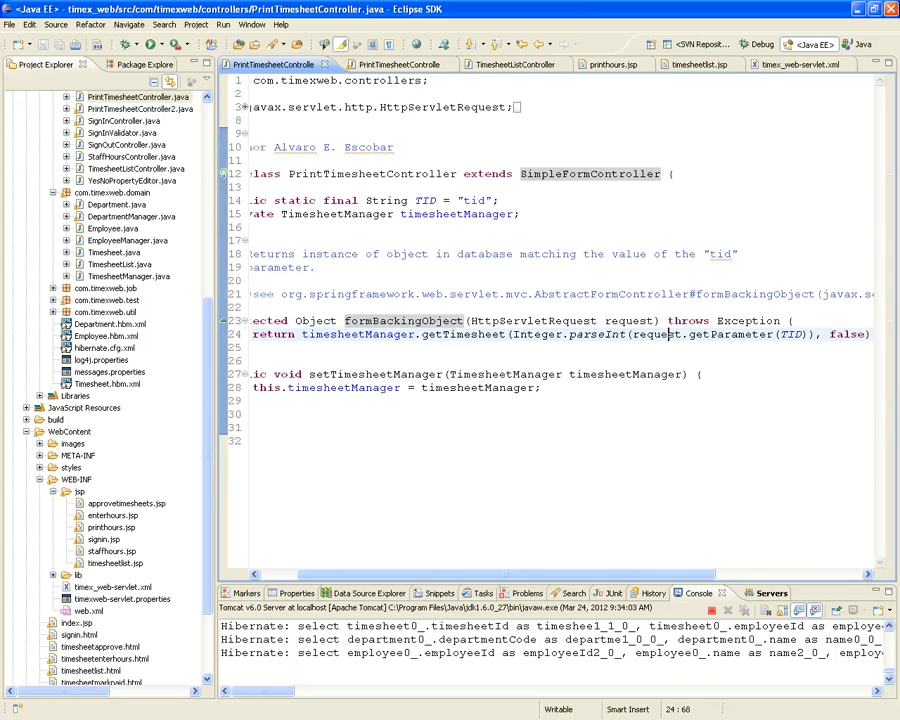 <Java EE> - timex_web/src/com/timexweb/controllers/PrintTimesheetController.java - Eclipse SDK
File Edit Source Refactor Navigate Search Project Run Window Help
<SVN Reposit... Debug <Java EE> Java
Project Explorer Package Explore
PrintTimesheetControlle PrintTimesheetControlle TimesheetListController printhours.jsp timesheetlist.jsp timex_web-servlet.xml
PrintTimesheetController.java
PrintTimesheetController2.java
SignInController.java
SignInValidator.java
SignOutController.java
StaffHoursController.java
TimesheetListController.java
YesNoPropertyEditor.java
com.timexweb.domain
Department.java
DepartmentManager.java
Employee.java
EmployeeManager.java
Timesheet.java
TimesheetList.java
TimesheetManager.java
com.timexweb.job
com.timexweb.test
com.timexweb.util
Department.hbm.xml
Employee.hbm.xml
hibernate.cfg.xml
log4j.properties
messages.properties
Timesheet.hbm.xml
Libraries
JavaScript Resources
build
WebContent
images
META-INF
styles
WEB-INF
jsp
approvetimesheets.jsp
enterhours.jsp
printhours.jsp
signin.jsp
staffhours.jsp
timesheetlist.jsp
lib
timex_web-servlet.xml
timexweb-servlet.properties
web.xml
index.jsp
signin.html
timesheetapprove.html
timesheetenterhours.html
timesheetlist.html
timesheetmarkpaid.html
1 com.timexweb.controllers;
2
3 javax.servlet.http.HttpServletRequest;
8
9
10 nor Alvaro E. Escobar
11
12 class PrintTimesheetController extends SimpleFormController {
13
14 ic static final String TID = "tid";
15 vate TimesheetManager timesheetManager;
16
17
18 Returns instance of object in database matching the value of the "tid"
19 parameter.
20
21 see org.springframework.web.servlet.mvc.AbstractFormController#formBackingObject(javax.se
22
23 ected Object formBackingObject(HttpServletRequest request) throws Exception {
24 return timesheetManager.getTimesheet(Integer.parseInt(request.getParameter(TID)), false)
25
26
27 ic void setTimesheetManager(TimesheetManager timesheetManager) {
28 this.timesheetManager = timesheetManager;
29
30
31
32
Markers Properties Data Source Explorer Snippets Tasks Problems Search JUnit History Console Servers
Tomcat v6.0 Server at localhost [Apache Tomcat] C:\Program Files\Java\jdk1.6.0_27\bin\javaw.exe (Mar 24, 2012 9:34:03 AM)
Hibernate: select timesheet0_.timesheetId as timeshee1_1_0_, timesheet0_.employeeId as employee
Hibernate: select department0_.departmentCode as departme1_0_0_, department0_.name as name0_0_
Hibernate: select employee0_.employeeId as employeeId2_0_, employee0_.name as name2_0_, employ
Writable Smart Insert 24 : 68